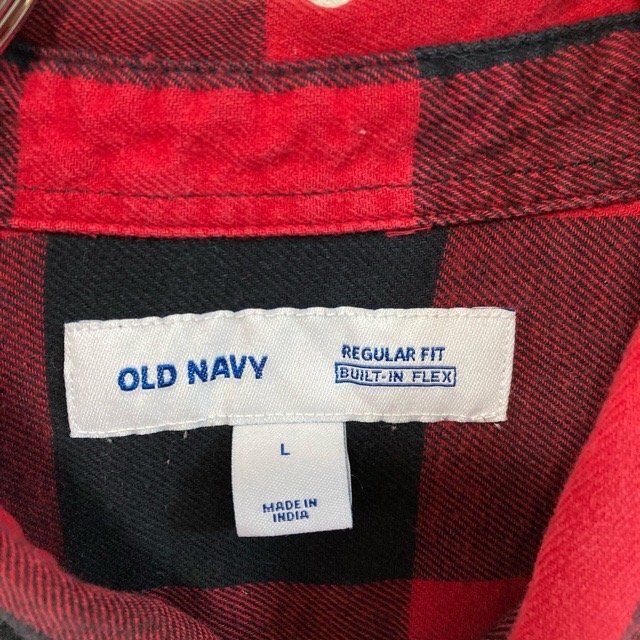 OLD NAVY
REGULAR FIT
BUILT-IN FLEX
L
MADE IN
INDIA